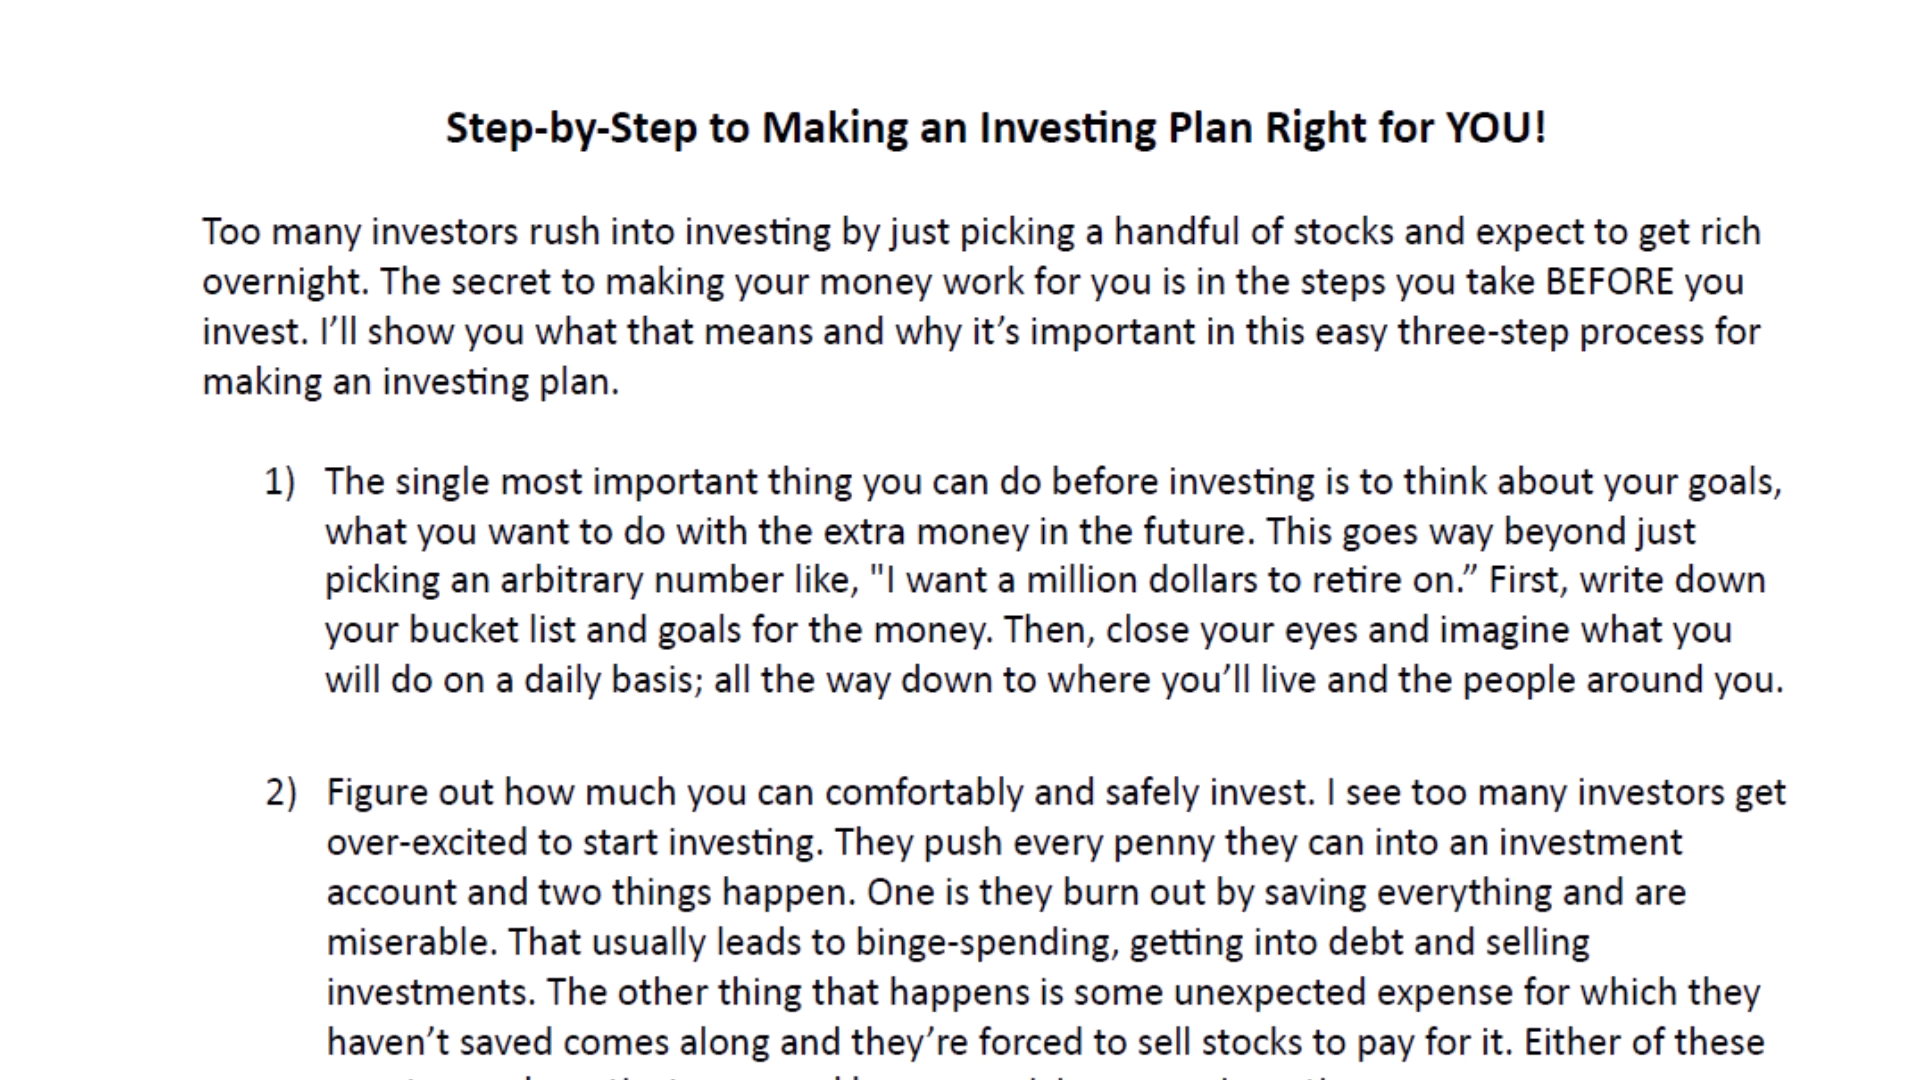 Step-by-Step to Making an Investing Plan Right for YOU!
Too many investors rush into investing by just picking a handful of stocks and expect to get rich
overnight. The secret to making your money work for you is in the steps you take BEFORE you
invest. I’ll show you what that means and why it’s important in this easy three-step process for
making an investing plan.
1) The single most important thing you can do before investing is to think about your goals,
what you want to do with the extra money in the future. This goes way beyond just
picking an arbitrary number like, "I want a million dollars to retire on.” First, write down
your bucket list and goals for the money. Then, close your eyes and imagine what you
will do on a daily basis; all the way down to where you’ll live and the people around you.
2) Figure out how much you can comfortably and safely invest. I see too many investors get
over-excited to start investing. They push every penny they can into an investment
account and two things happen. One is they burn out by saving everything and are
miserable. That usually leads to binge-spending, getting into debt and selling
investments. The other thing that happens is some unexpected expense for which they
haven’t saved comes along and they’re forced to sell stocks to pay for it. Either of these